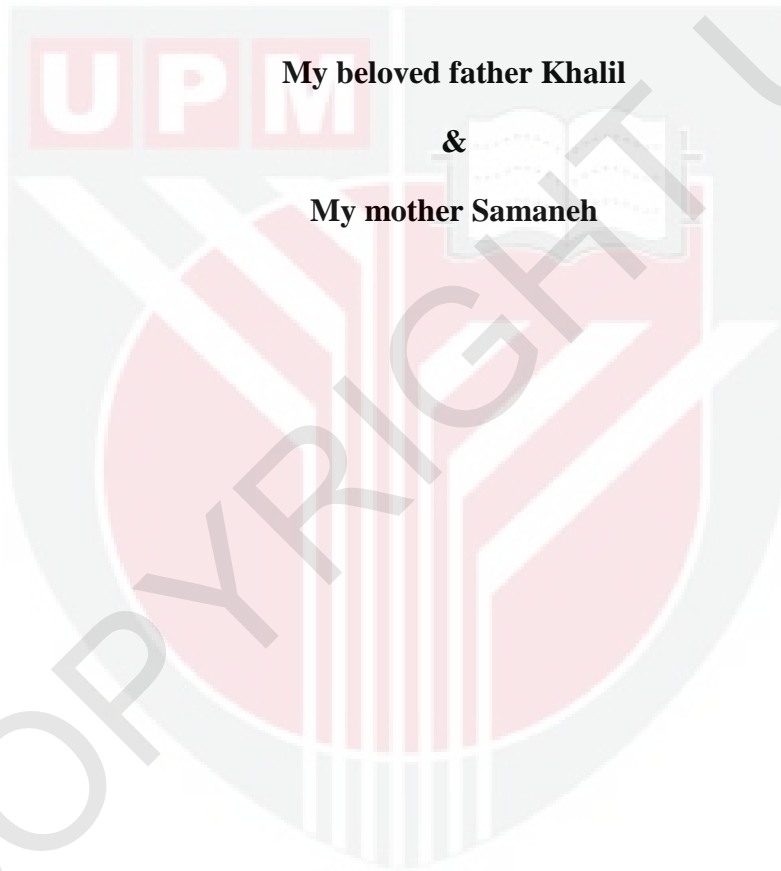 UPM
My beloved father Khalil
&
My mother Samaneh
COPYRIGHT U